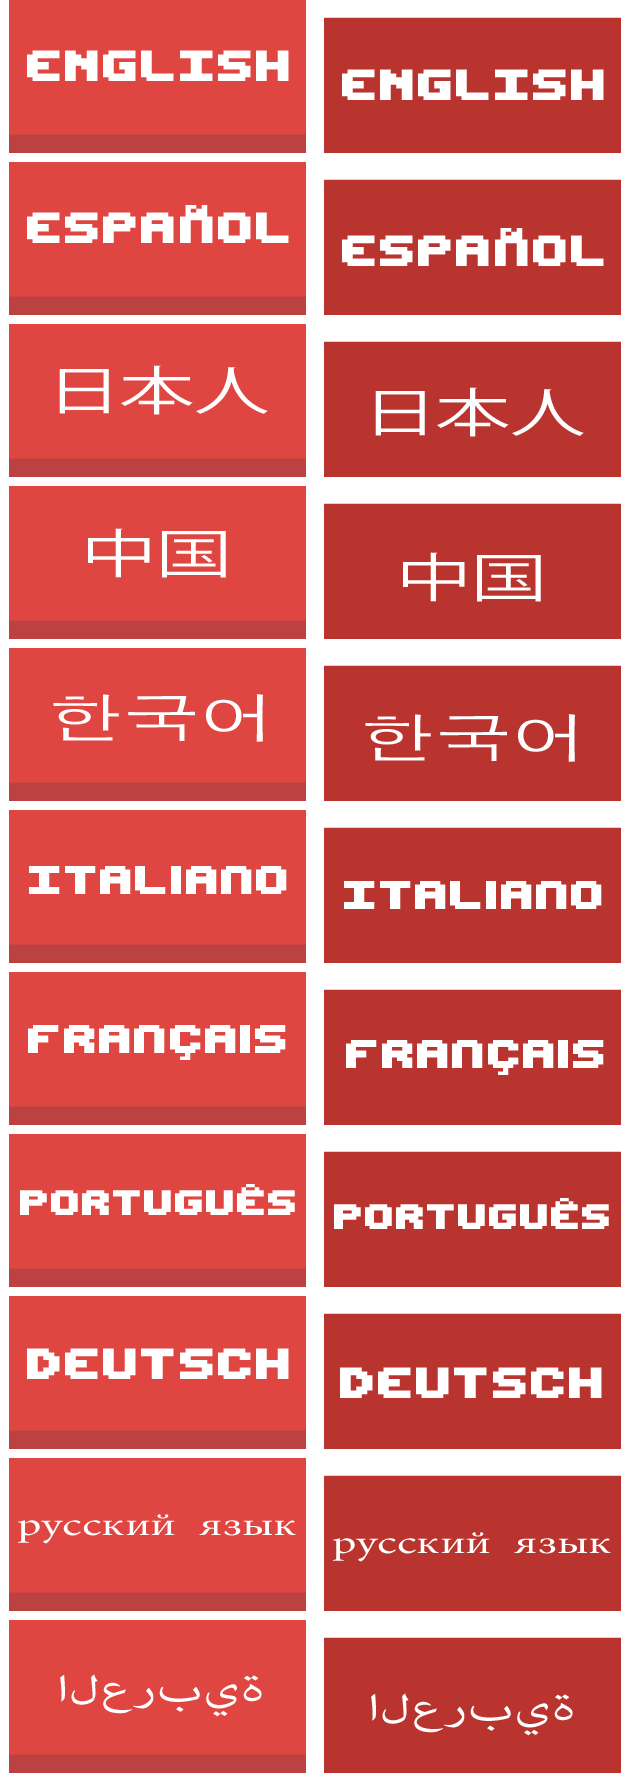 ENGLISH
ENGLISH
ESPAÑOL
ESPAÑOL
日本人
日本人
中国
中国
한국어
한국어
ITALIANO
ITALIANO
FRANÇAIS
FRANÇAIS
PORTUGUÊS
PORTUGUÊS
DEUTSCH
DEUTSCH
русский язык
русский язык
العربية
العربية